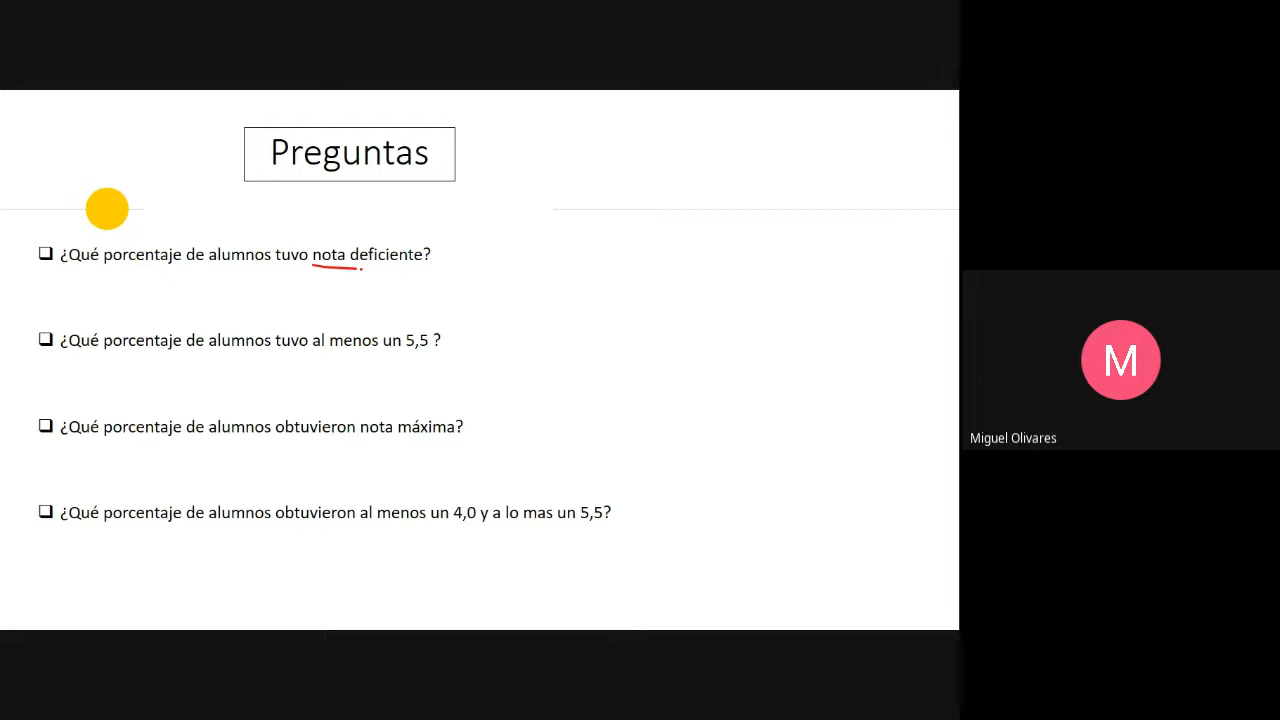 Preguntas
❑ ¿Qué porcentaje de alumnos tuvo nota deficiente?
❑ ¿Qué porcentaje de alumnos tuvo al menos un 5,5 ?
❑ ¿Qué porcentaje de alumnos obtuvieron nota máxima?
❑ ¿Qué porcentaje de alumnos obtuvieron al menos un 4,0 y a lo mas un 5,5?
M
Miguel Olivares